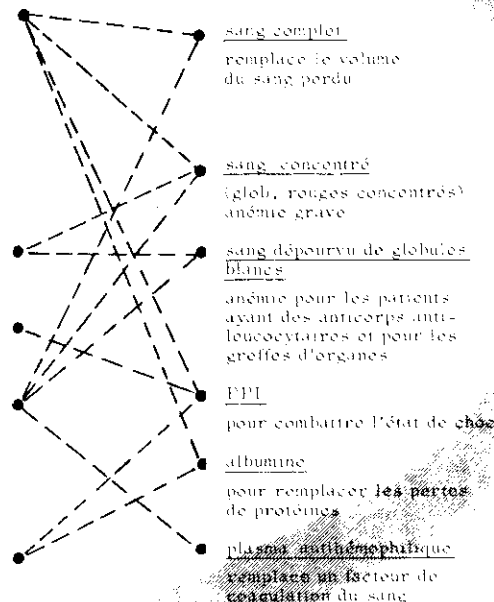 sang complet
remplace le volume
du sang perdu
sang concentré
(glob. rouges concentrés)
anémie grave
sang dépourvu de globules
blancs
anémie pour les patients
ayant des anticorps anti-
leucocytaires et pour les
greffes d'organes
PPI
pour combattre l'état de choc
albumine
pour remplacer les pertes
de protéines
plasma antihémophilique
remplace un facteur de
coagulation du sang